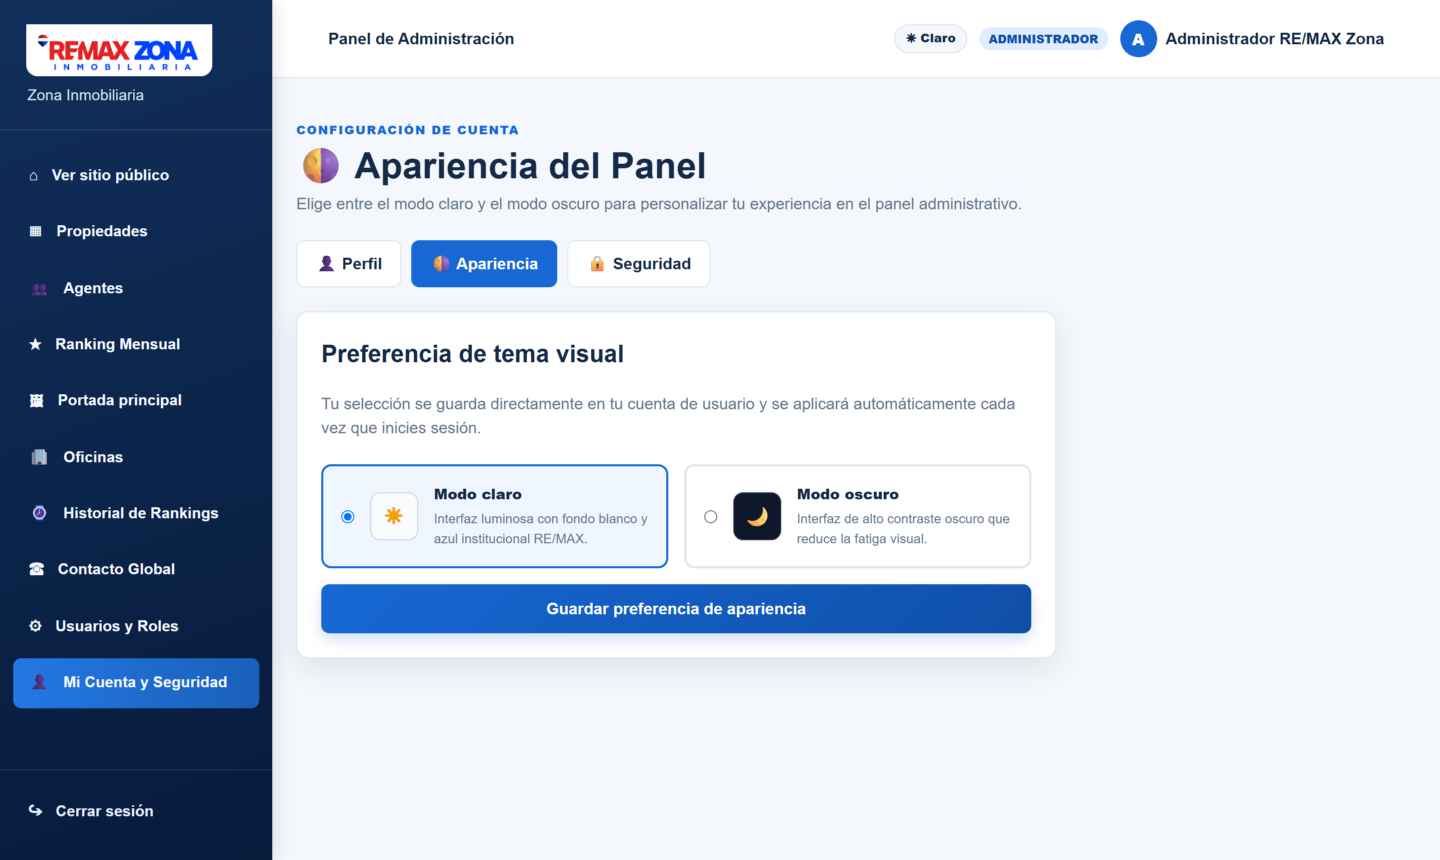 REMAX ZONA
INMOBILIARIA
Zona Inmobiliaria
Ver sitio público
Propiedades
Agentes
Ranking Mensual
Portada principal
Oficinas
Historial de Rankings
Contacto Global
Usuarios y Roles
Mi Cuenta y Seguridad
Cerrar sesión
Panel de Administración
Claro
ADMINISTRADOR
A
Administrador RE/MAX Zona
CONFIGURACIÓN DE CUENTA
Apariencia del Panel
Elige entre el modo claro y el modo oscuro para personalizar tu experiencia en el panel administrativo.
Perfil
Apariencia
Seguridad
Preferencia de tema visual
Tu selección se guarda directamente en tu cuenta de usuario y se aplicará automáticamente cada
vez que inicies sesión.
Modo claro
Interfaz luminosa con fondo blanco y
azul institucional RE/MAX.
Modo oscuro
Interfaz de alto contraste oscuro que
reduce la fatiga visual.
Guardar preferencia de apariencia